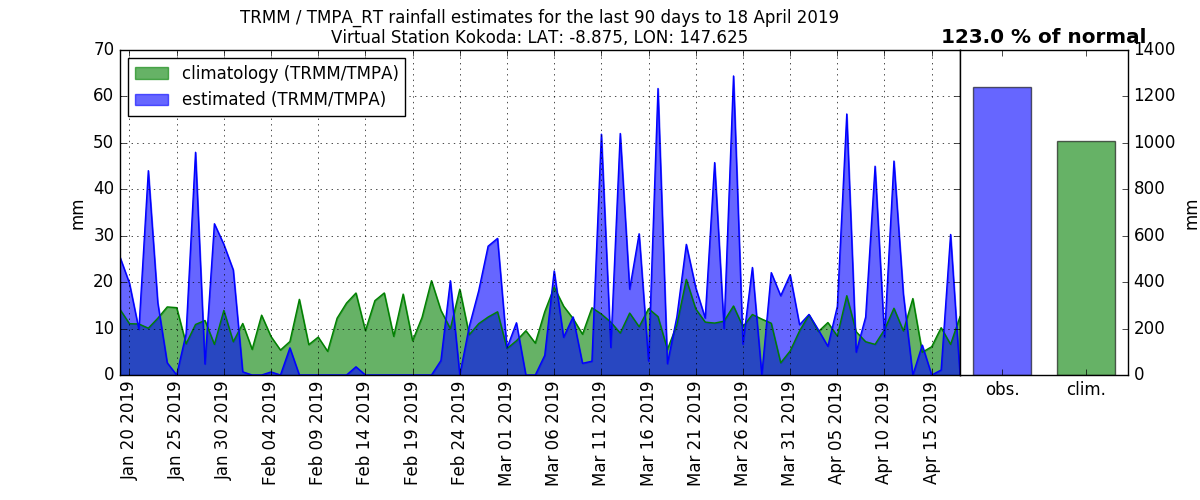 TRMM / TMPA_RT rainfall estimates for the last 90 days to 18 April 2019
Virtual Station Kokoda: LAT: -8.875, LON: 147.625
123.0 % of normal
climatology (TRMM/TMPA)
estimated (TRMM/TMPA)
mm
70
60
50
40
30
20
10
0
Jan 20 2019
Jan 25 2019
Jan 30 2019
Feb 04 2019
Feb 09 2019
Feb 14 2019
Feb 19 2019
Feb 24 2019
Mar 01 2019
Mar 06 2019
Mar 11 2019
Mar 16 2019
Mar 21 2019
Mar 26 2019
Mar 31 2019
Apr 05 2019
Apr 10 2019
Apr 15 2019
1400
1200
1000
800
600
400
200
0
mm
obs.
clim.